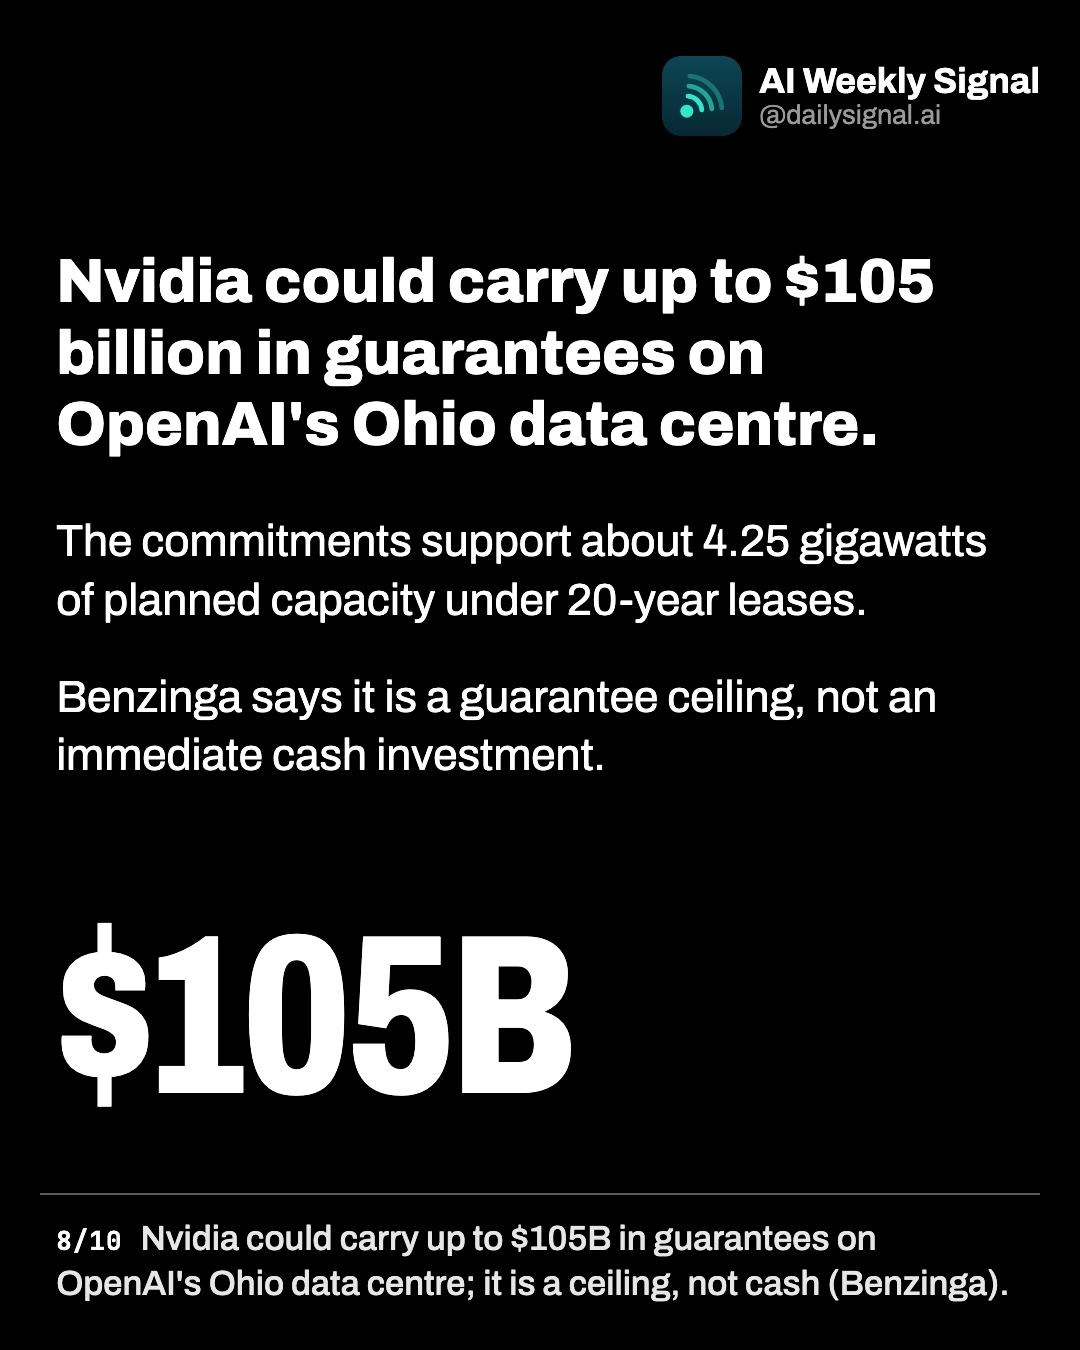 AI Weekly Signal
@dailysignal.ai
Nvidia could carry up to $105
billion in guarantees on
OpenAI's Ohio data centre.
The commitments support about 4.25 gigawatts
of planned capacity under 20-year leases.
Benzinga says it is a guarantee ceiling, not an
immediate cash investment.
$105B
8/10 Nvidia could carry up to $105B in guarantees on
OpenAI's Ohio data centre; it is a ceiling, not cash (Benzinga).